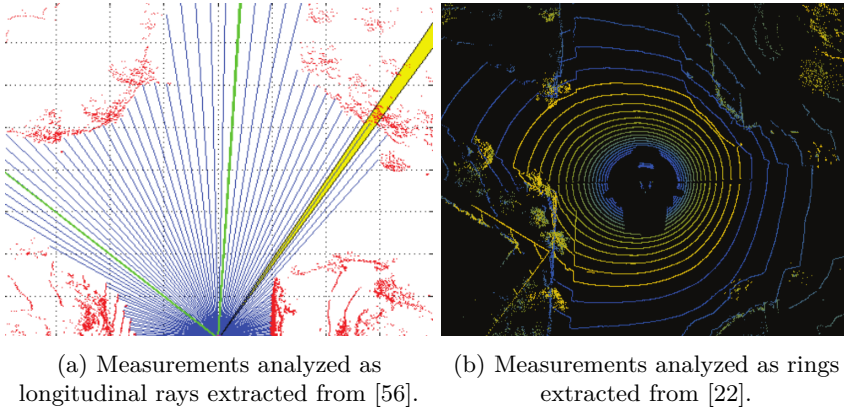 (a) Measurements analyzed as
longitudinal rays extracted from [56].
(b) Measurements analyzed as rings
extracted from [22].